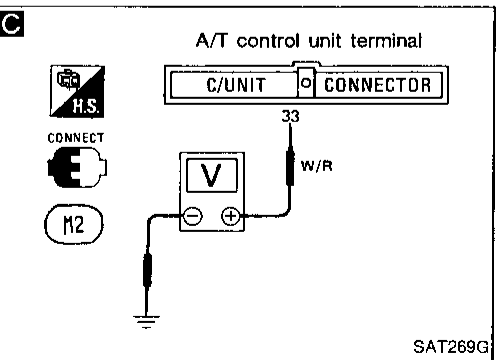 C
A/T control unit terminal
C/UNIT CONNECTOR
H.S.
33
CONNECT
W/R
V
M2
SAT269G